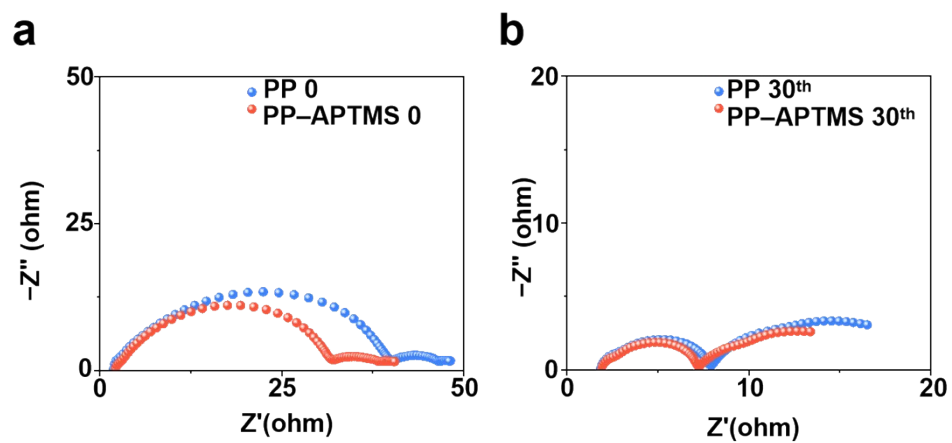 a
50
PP 0
PP–APTMS 0
25
0
–Z" (ohm)
0
25
50
Z'(ohm)
b
20
PP 30th
PP–APTMS 30th
10
0
–Z" (ohm)
0
10
20
Z'(ohm)